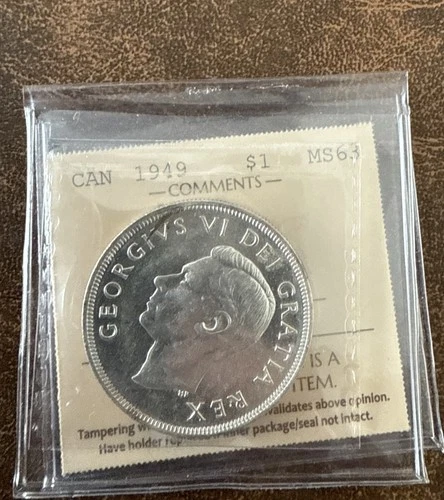 CAN 1949 $1 MS63
—COMMENTS—
GEORGIVS VI DEI GRATIA REX
IS A
ITEM.
Tampering validates above opinion.
Have holder package/seal not intact.